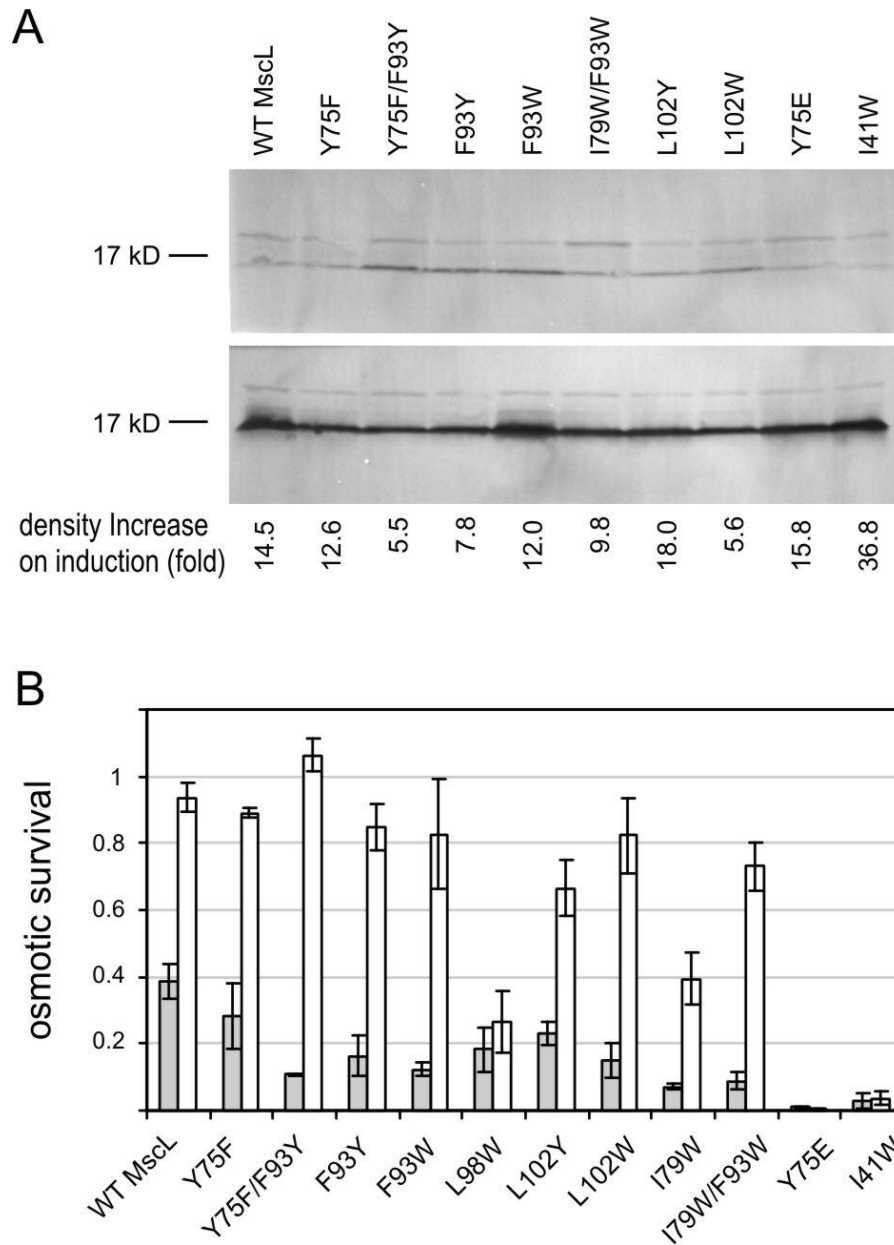 A
WT MscL
Y75F
Y75F/F93Y
F93Y
F93W
I79W/F93W
L102Y
L102W
Y75E
I41W
17 kD
17 kD
density Increase
on induction (fold)
14.5
12.6
5.5
7.8
12.0
9.8
18.0
5.6
15.8
36.8
B
osmotic survival
1
0.8
0.6
0.4
0.2
WT MscL
Y75F
Y75F/F93Y
F93Y
F93W
L98W
L102Y
L102W
I79W
I79W/F93W
Y75E
I41W